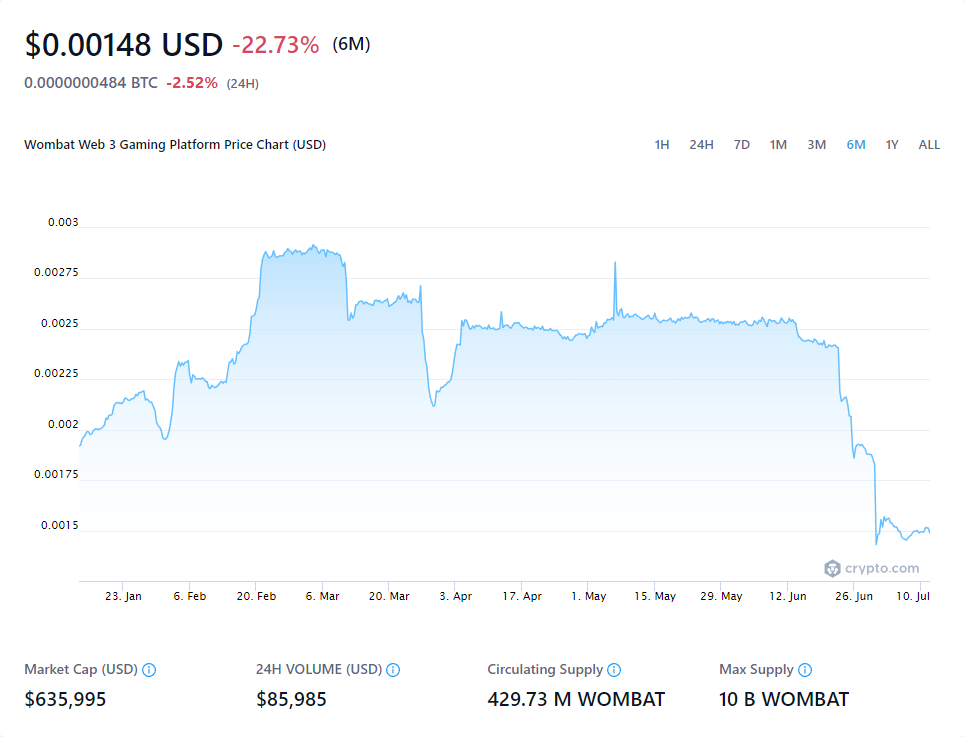 $0.00148 USD -22.73% (6M)
0.0000000484 BTC -2.52% (24H)
Wombat Web 3 Gaming Platform Price Chart (USD) 1H 24H 7D 1M 3M 6M 1Y ALL
0.003
0.00275
0.0025
0.00225
0.002
0.00175
0.0015
crypto.com
23. Jan 6. Feb 20. Feb 6. Mar 20. Mar 3. Apr 17. Apr 1. May 15. May 29. May 12. Jun 26. Jun 10. Jul
Market Cap (USD) 24H VOLUME (USD) Circulating Supply Max Supply
$635,995 $85,985 429.73 M WOMBAT 10 B WOMBAT